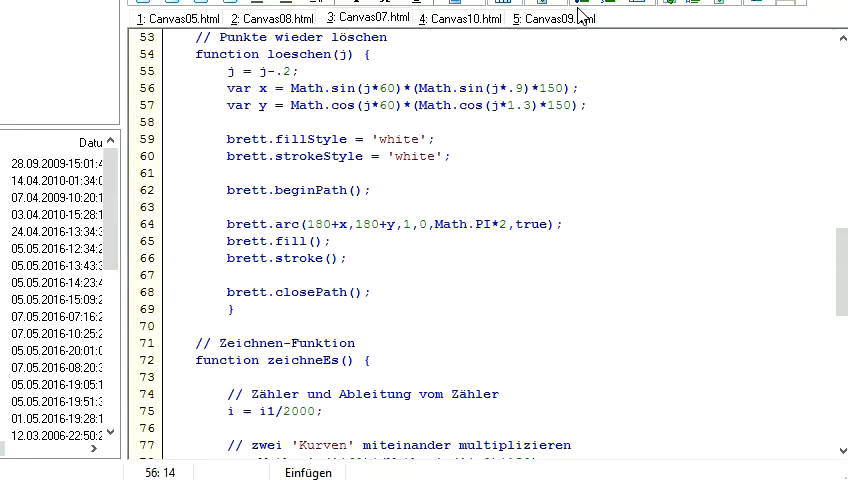 1: Canvas05.html 2: Canvas08.html 3: Canvas07.html 4: Canvas10.html 5: Canvas09.html
53 // Punkte wieder löschen
54 function loeschen(j) {
55 j = j-.2;
56 var x = Math.sin(j*60)*(Math.sin(j*.9)*150);
57 var y = Math.cos(j*60)*(Math.cos(j*1.3)*150);
58
59 brett.fillStyle = 'white';
60 brett.strokeStyle = 'white';
61
62 brett.beginPath();
63
64 brett.arc(180+x,180+y,1,0,Math.PI*2,true);
65 brett.fill();
66 brett.stroke();
67
68 brett.closePath();
69 }
70
71 // Zeichnen-Funktion
72 function zeichneEs() {
73
74 // Zähler und Ableitung vom Zähler
75 i = i1/2000;
76
77 // zwei 'Kurven' miteinander multiplizieren
Datu
28.09.2009-15:01:4
14.04.2010-01:34:0
07.04.2009-10:20:1
03.04.2010-15:28:1
24.04.2016-13:34:3
05.05.2016-12:34:2
05.05.2016-13:43:3
05.05.2016-14:23:4
05.05.2016-15:09:2
07.05.2016-07:16:2
07.05.2016-10:25:2
05.05.2016-20:01:0
07.05.2016-08:20:3
05.05.2016-19:05:1
05.05.2016-19:51:3
01.05.2016-19:28:1
12.03.2006-22:50:2
56: 14 Einfügen